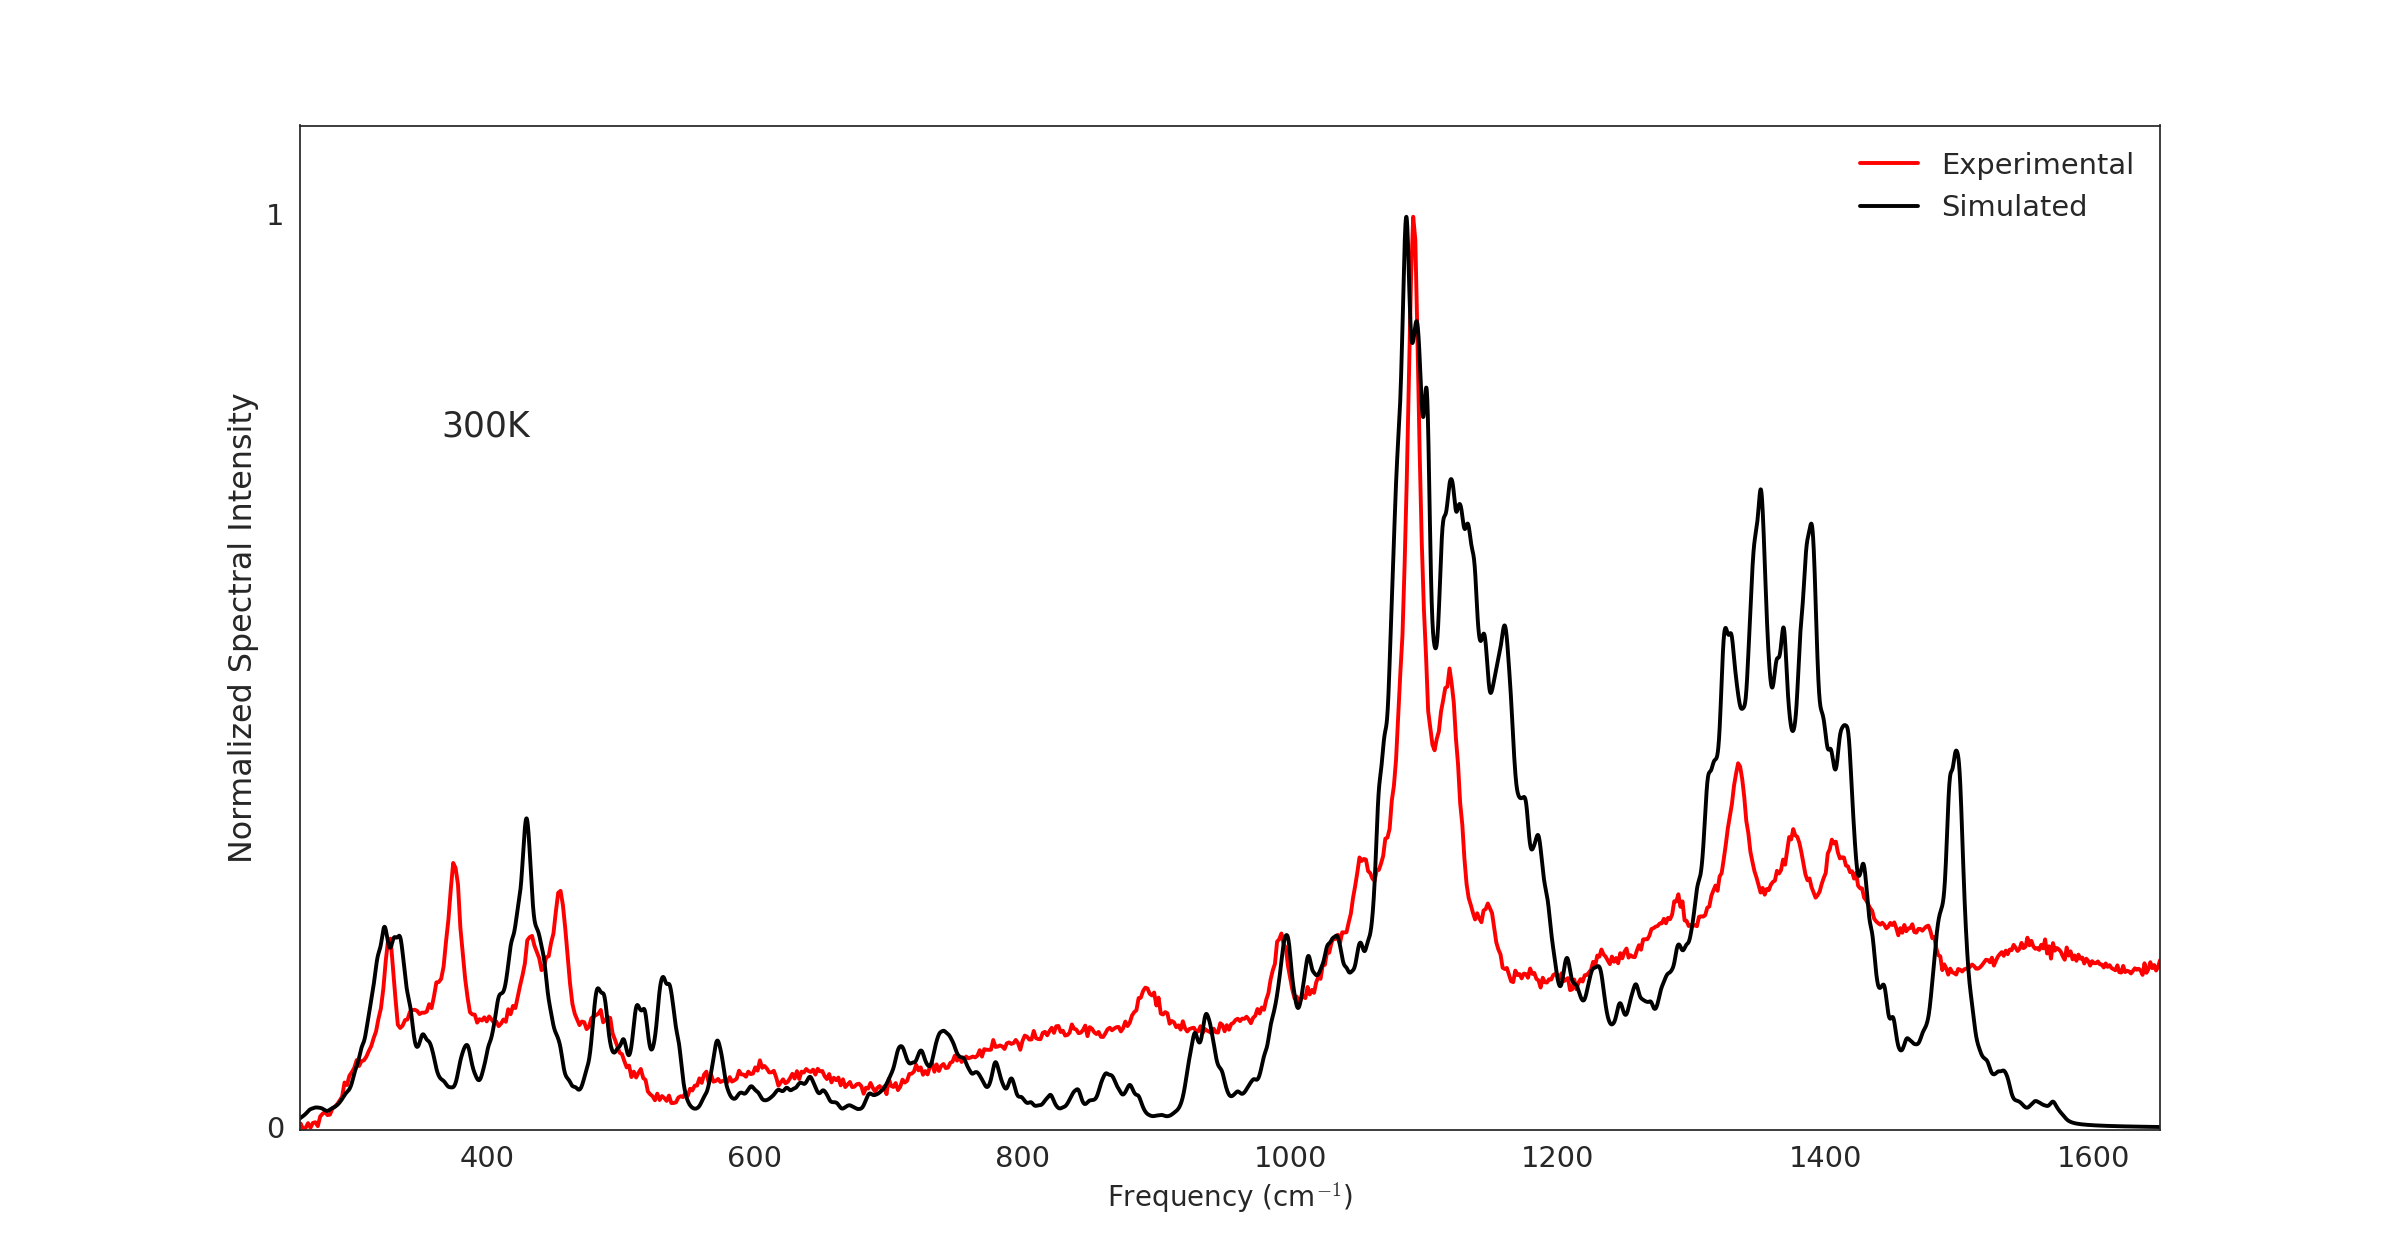 Experimental
Simulated
1
300K
Normalized Spectral Intensity
0
400 600 800 1000 1200 1400 1600
Frequency (cm⁻¹)